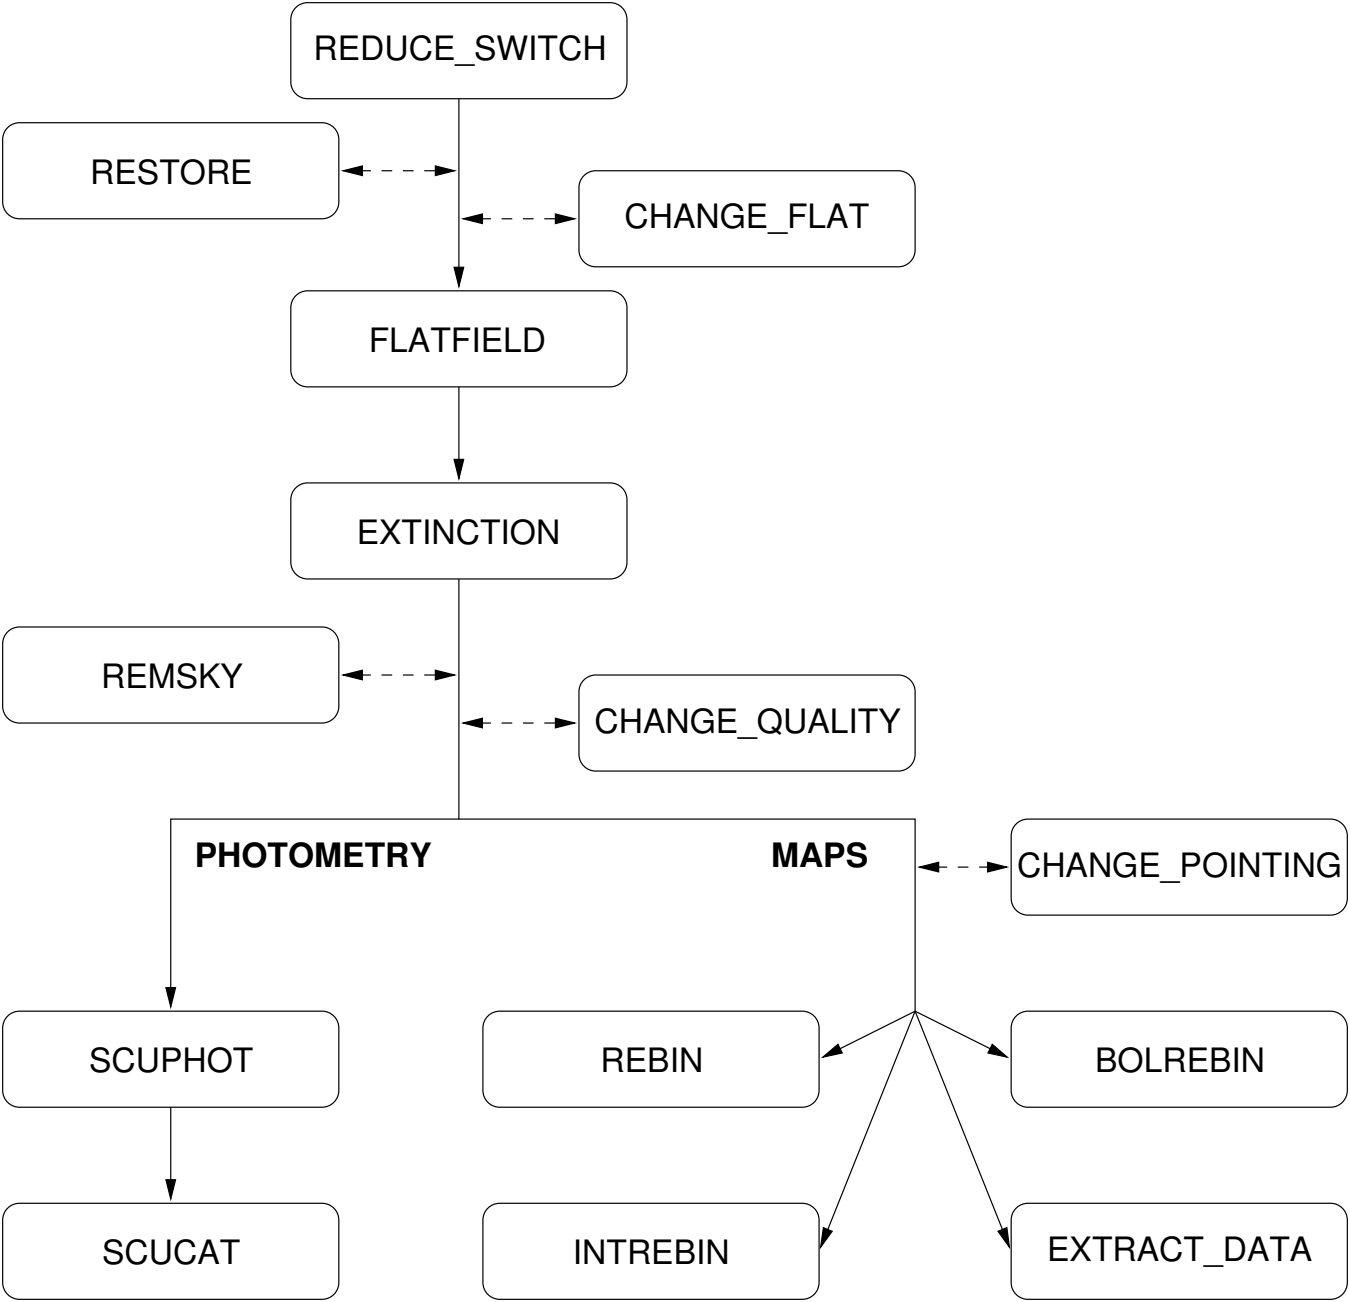 REDUCE_SWITCH
RESTORE
CHANGE_FLAT
FLATFIELD
EXTINCTION
REMSKY
CHANGE_QUALITY
PHOTOMETRY
MAPS
CHANGE_POINTING
SCUPHOT
REBIN
BOLREBIN
SCUCAT
INTREBIN
EXTRACT_DATA